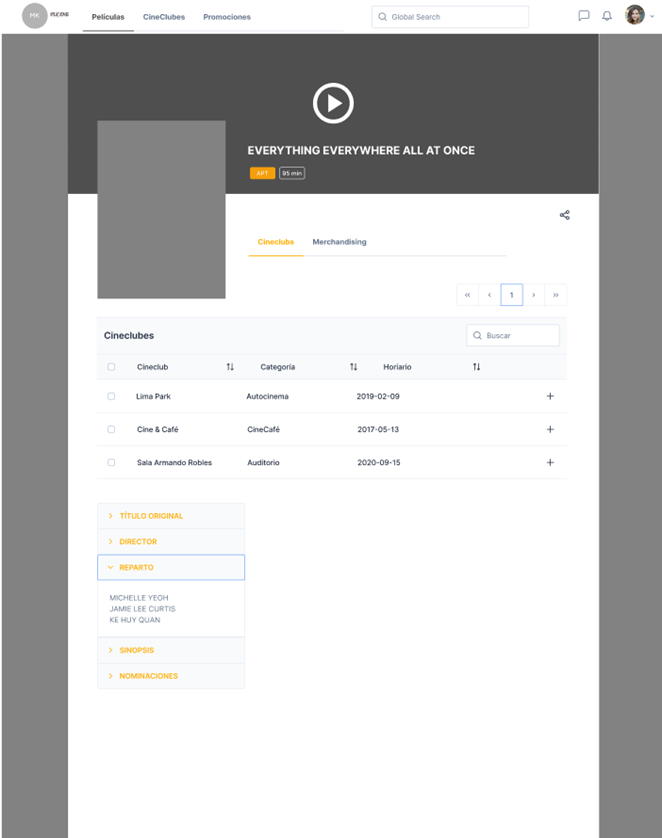 MK
Películas
CineClubes
Promociones
Global Search
EVERYTHING EVERYWHERE ALL AT ONCE
APT
95 min
Cineclubs
Merchandising
1
Cineclubes
Buscar
Cineclub
Categoría
Horiario
Lima Park
Autocinema
2019-02-09
Cine & Café
CineCafé
2017-05-13
Sala Armando Robles
Auditorio
2020-09-15
TÍTULO ORIGINAL
DIRECTOR
REPARTO
MICHELLE YEOH
JAMIE LEE CURTIS
KE HUY QUAN
SINOPSIS
NOMINACIONES